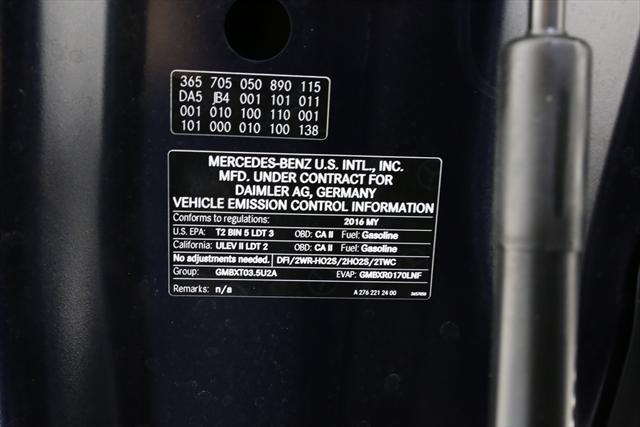 365 705 050 890 115
DA5 JB4 001 101 011
001 010 100 110 001
101 000 010 100 138
MERCEDES-BENZ U.S. INTL., INC.
MFD. UNDER CONTRACT FOR
DAIMLER AG, GERMANY
VEHICLE EMISSION CONTROL INFORMATION
Conforms to regulations: 2016 MY
U.S. EPA: T2 BIN 5 LDT 3 OBD: CA II Fuel: Gasoline
California: ULEV II LDT 2 OBD: CA II Fuel: Gasoline
No adjustments needed. DFI/2WR-HO2S/2HO2S/2TWC
Group: GMBXT03.5U2A EVAP: GMBXR0170LNF
Remarks: n/a A 276 221 24 00